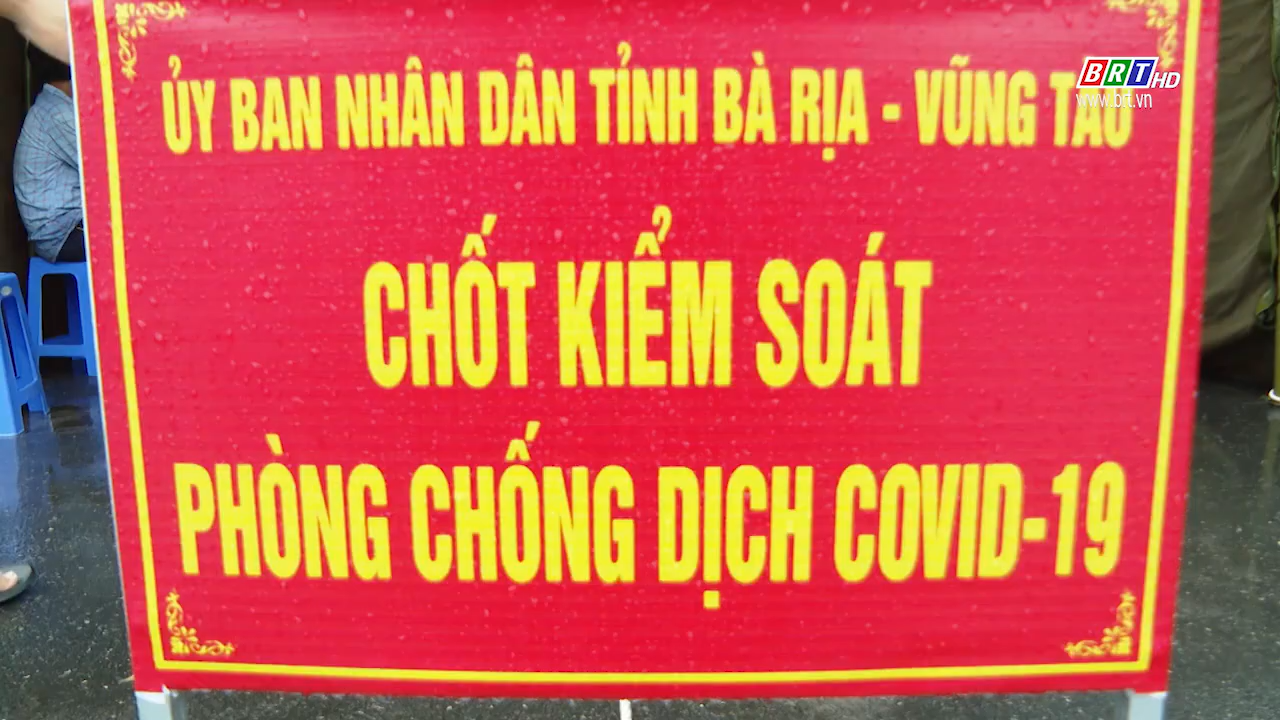 ỦY BAN NHÂN DÂN TỈNH BÀ RỊA - VŨNG TÀU
BRT HD
www.brt.vn
CHỐT KIỂM SOÁT
PHÒNG CHỐNG DỊCH COVID-19